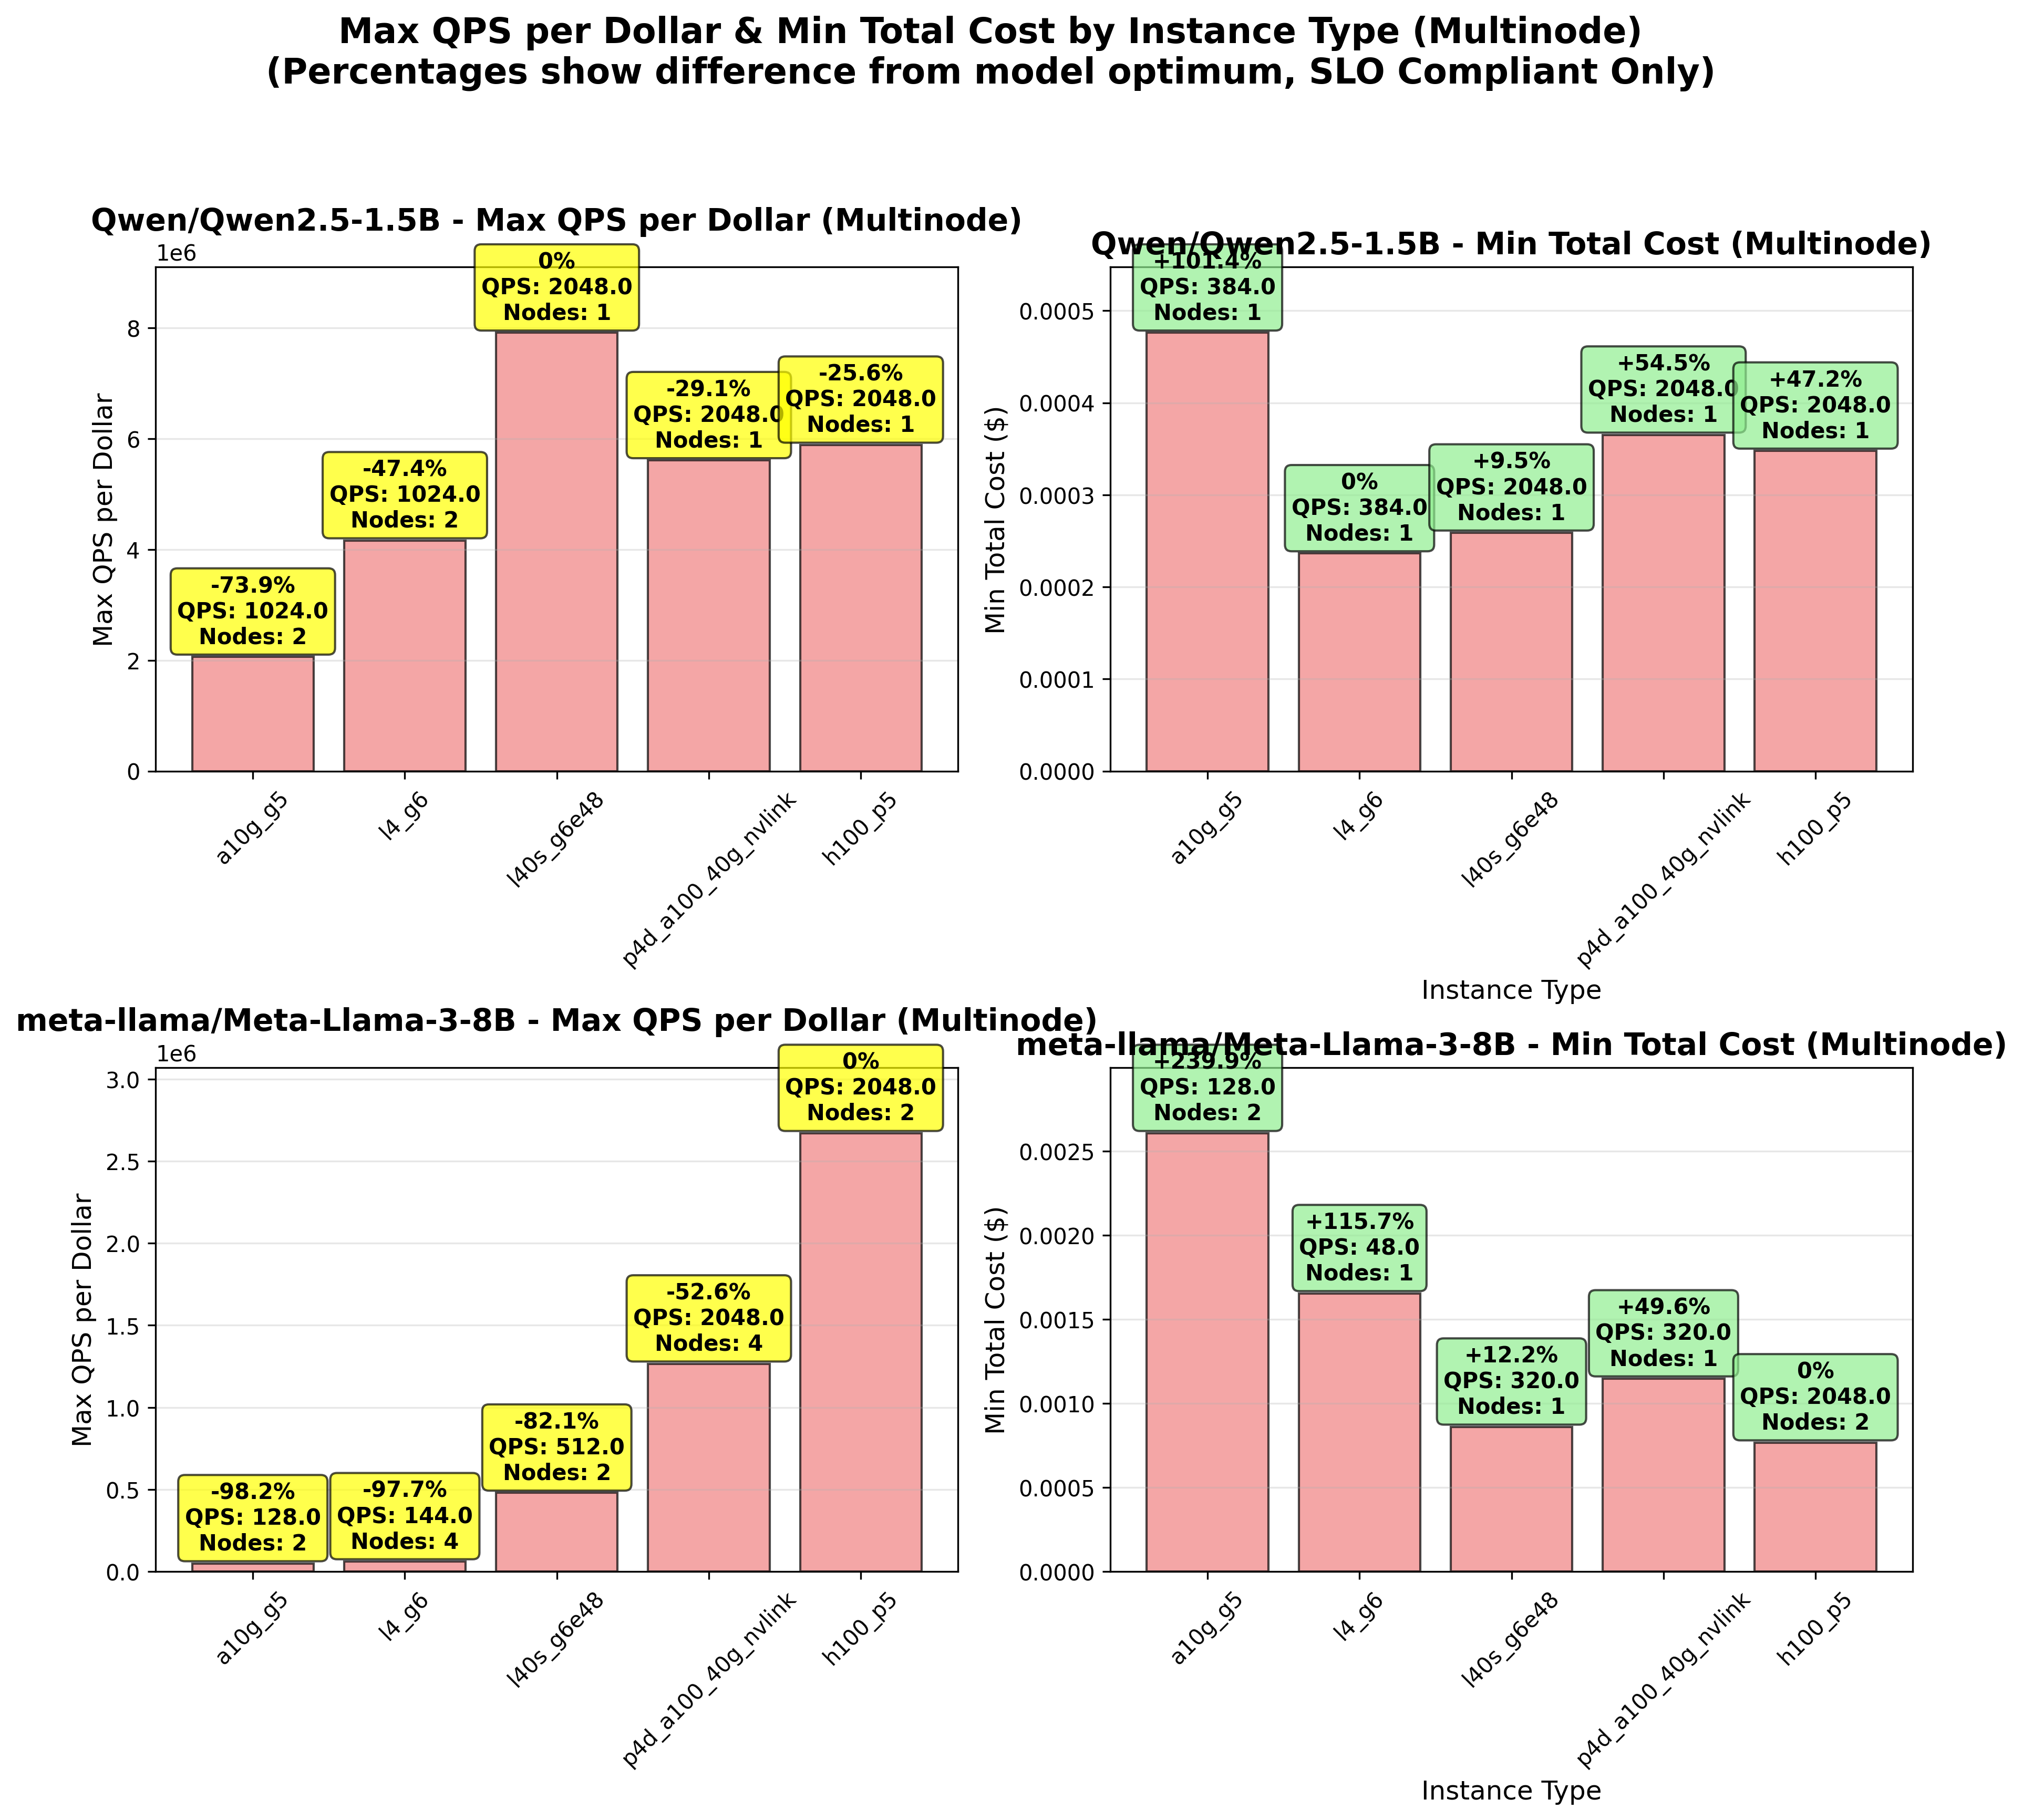 Max QPS per Dollar & Min Total Cost by Instance Type (Multinode)
(Percentages show difference from model optimum, SLO Compliant Only)
Qwen/Qwen2.5-1.5B - Max QPS per Dollar (Multinode)
1e6
Max QPS per Dollar
8
6
4
2
0
-73.9%
QPS: 1024.0
Nodes: 2
-47.4%
QPS: 1024.0
Nodes: 2
0%
QPS: 2048.0
Nodes: 1
-29.1%
QPS: 2048.0
Nodes: 1
-25.6%
QPS: 2048.0
Nodes: 1
a10g_g5
l4_g6
l40s_g6e48
p4d_a100_40g_nvlink
h100_p5
Qwen/Qwen2.5-1.5B - Min Total Cost (Multinode)
Min Total Cost ($)
0.0005
0.0004
0.0003
0.0002
0.0001
0.0000
+101.4%
QPS: 384.0
Nodes: 1
0%
QPS: 384.0
Nodes: 1
+9.5%
QPS: 2048.0
Nodes: 1
+54.5%
QPS: 2048.0
Nodes: 1
+47.2%
QPS: 2048.0
Nodes: 1
a10g_g5
l4_g6
l40s_g6e48
p4d_a100_40g_nvlink
h100_p5
Instance Type
meta-llama/Meta-Llama-3-8B - Max QPS per Dollar (Multinode)
1e6
Max QPS per Dollar
3.0
2.5
2.0
1.5
1.0
0.5
0.0
-98.2%
QPS: 128.0
Nodes: 2
-97.7%
QPS: 144.0
Nodes: 4
-82.1%
QPS: 512.0
Nodes: 2
-52.6%
QPS: 2048.0
Nodes: 4
0%
QPS: 2048.0
Nodes: 2
a10g_g5
l4_g6
l40s_g6e48
p4d_a100_40g_nvlink
h100_p5
meta-llama/Meta-Llama-3-8B - Min Total Cost (Multinode)
Min Total Cost ($)
0.0025
0.0020
0.0015
0.0010
0.0005
0.0000
+239.9%
QPS: 128.0
Nodes: 2
+115.7%
QPS: 48.0
Nodes: 1
+12.2%
QPS: 320.0
Nodes: 1
+49.6%
QPS: 320.0
Nodes: 1
0%
QPS: 2048.0
Nodes: 2
a10g_g5
l4_g6
l40s_g6e48
p4d_a100_40g_nvlink
h100_p5
Instance Type